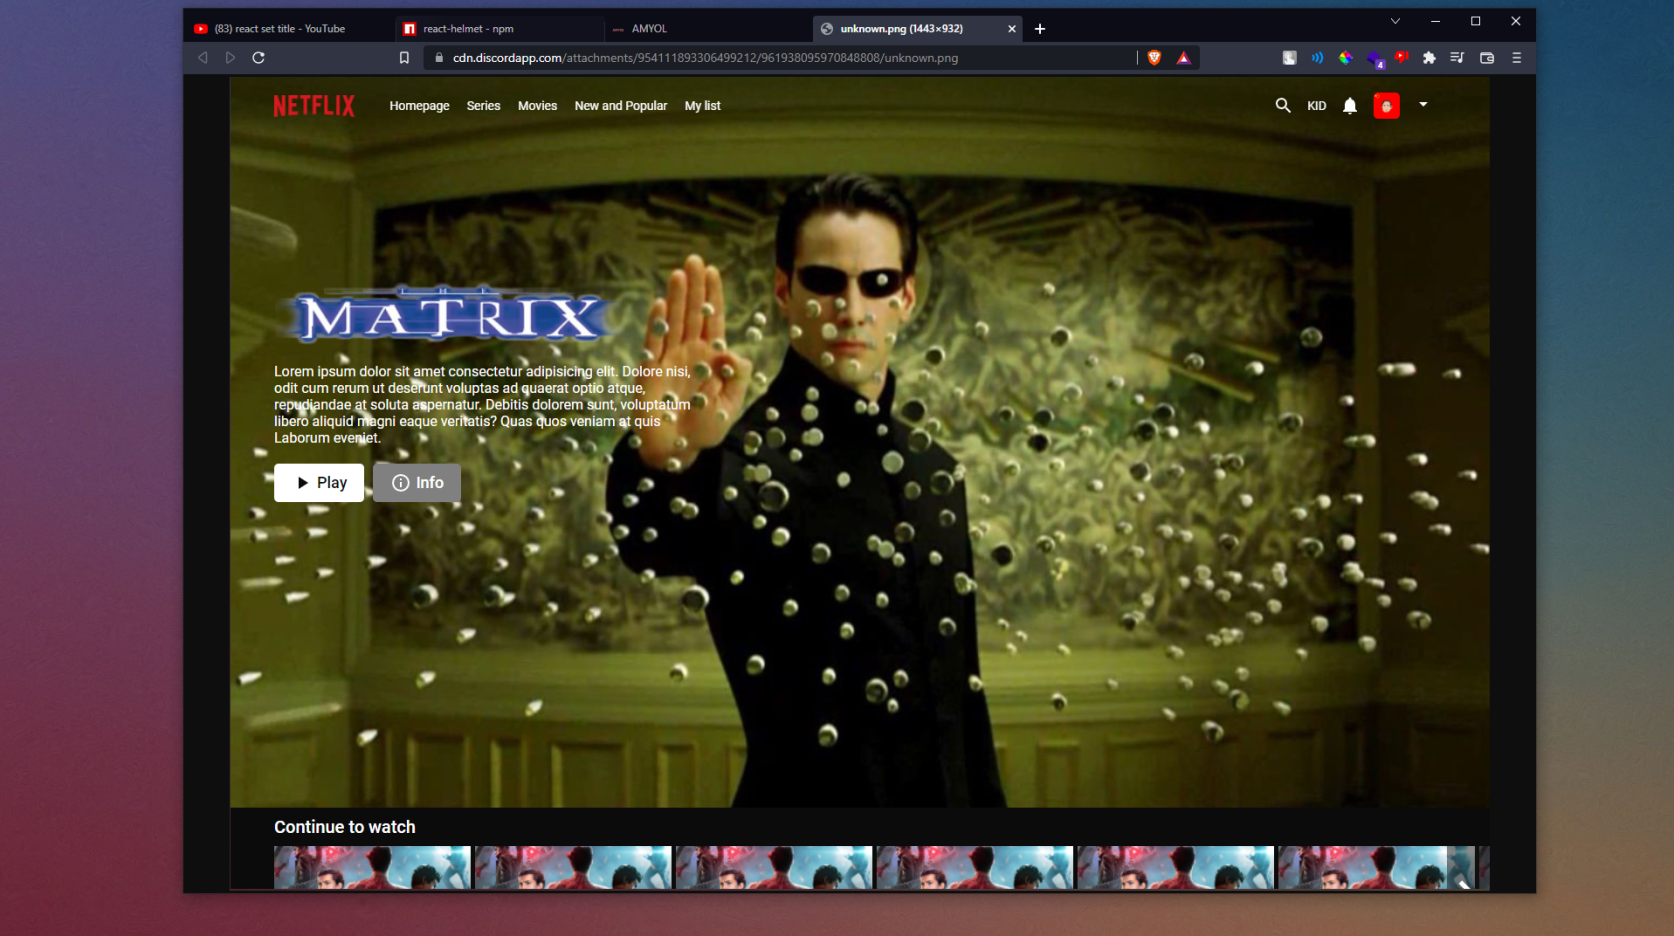 (83) react set title - YouTube
react-helmet - npm
AMYOL
unknown.png (1443×932)
cdn.discordapp.com/attachments/954111893306499212/961938095970848808/unknown.png
4
NETFLIX
Homepage
Series
Movies
New and Popular
My list
KID
THE
MATRIX
Lorem ipsum dolor sit amet consectetur adipisicing elit. Dolore nisi,
odit cum rerum ut deserunt voluptas ad quaerat optio atque,
repudiandae at soluta aspernatur. Debitis dolorem sunt, voluptatum
libero aliquid magni eaque veritatis? Quas quos veniam at quis
Laborum eveniet.
Play
Info
Continue to watch